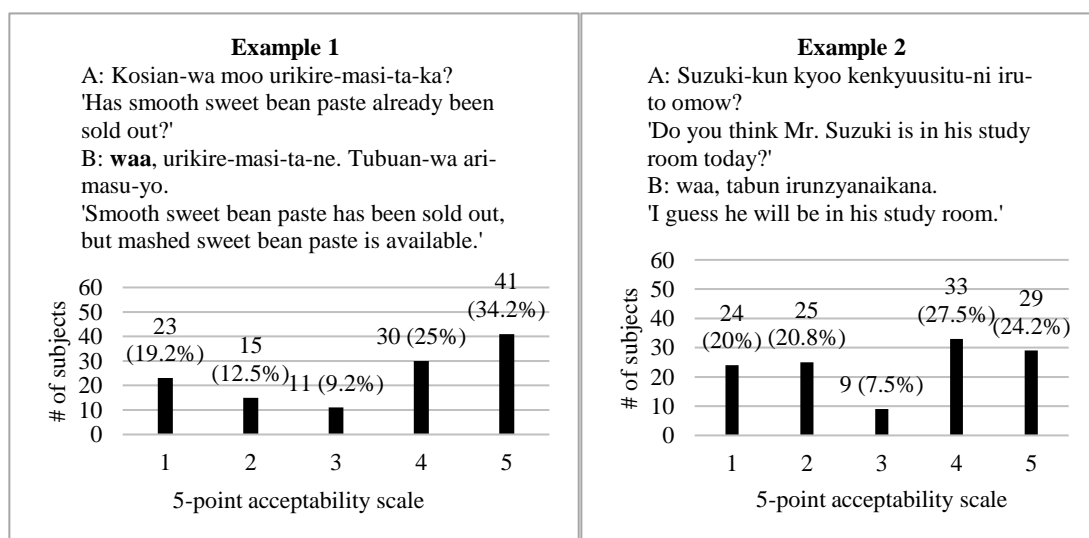 Example 1
A: Kosian-wa moo urikire-masi-ta-ka?
'Has smooth sweet bean paste already been
sold out?'
B: waa, urikire-masi-ta-ne. Tubuan-wa ari-
masu-yo.
'Smooth sweet bean paste has been sold out,
but mashed sweet bean paste is available.'
# of subjects
60
50
40
30
20
10
0
23
(19.2%)
15
(12.5%)
11 (9.2%)
30 (25%)
41
(34.2%)
1 2 3 4 5
5-point acceptability scale
Example 2
A: Suzuki-kun kyoo kenkyuusitu-ni iru-
to omow?
'Do you think Mr. Suzuki is in his study
room today?'
B: waa, tabun irunzyanaikana.
'I guess he will be in his study room.'
# of subjects
60
50
40
30
20
10
0
24
(20%)
25
(20.8%)
9 (7.5%)
33
(27.5%)
29
(24.2%)
1 2 3 4 5
5-point acceptability scale